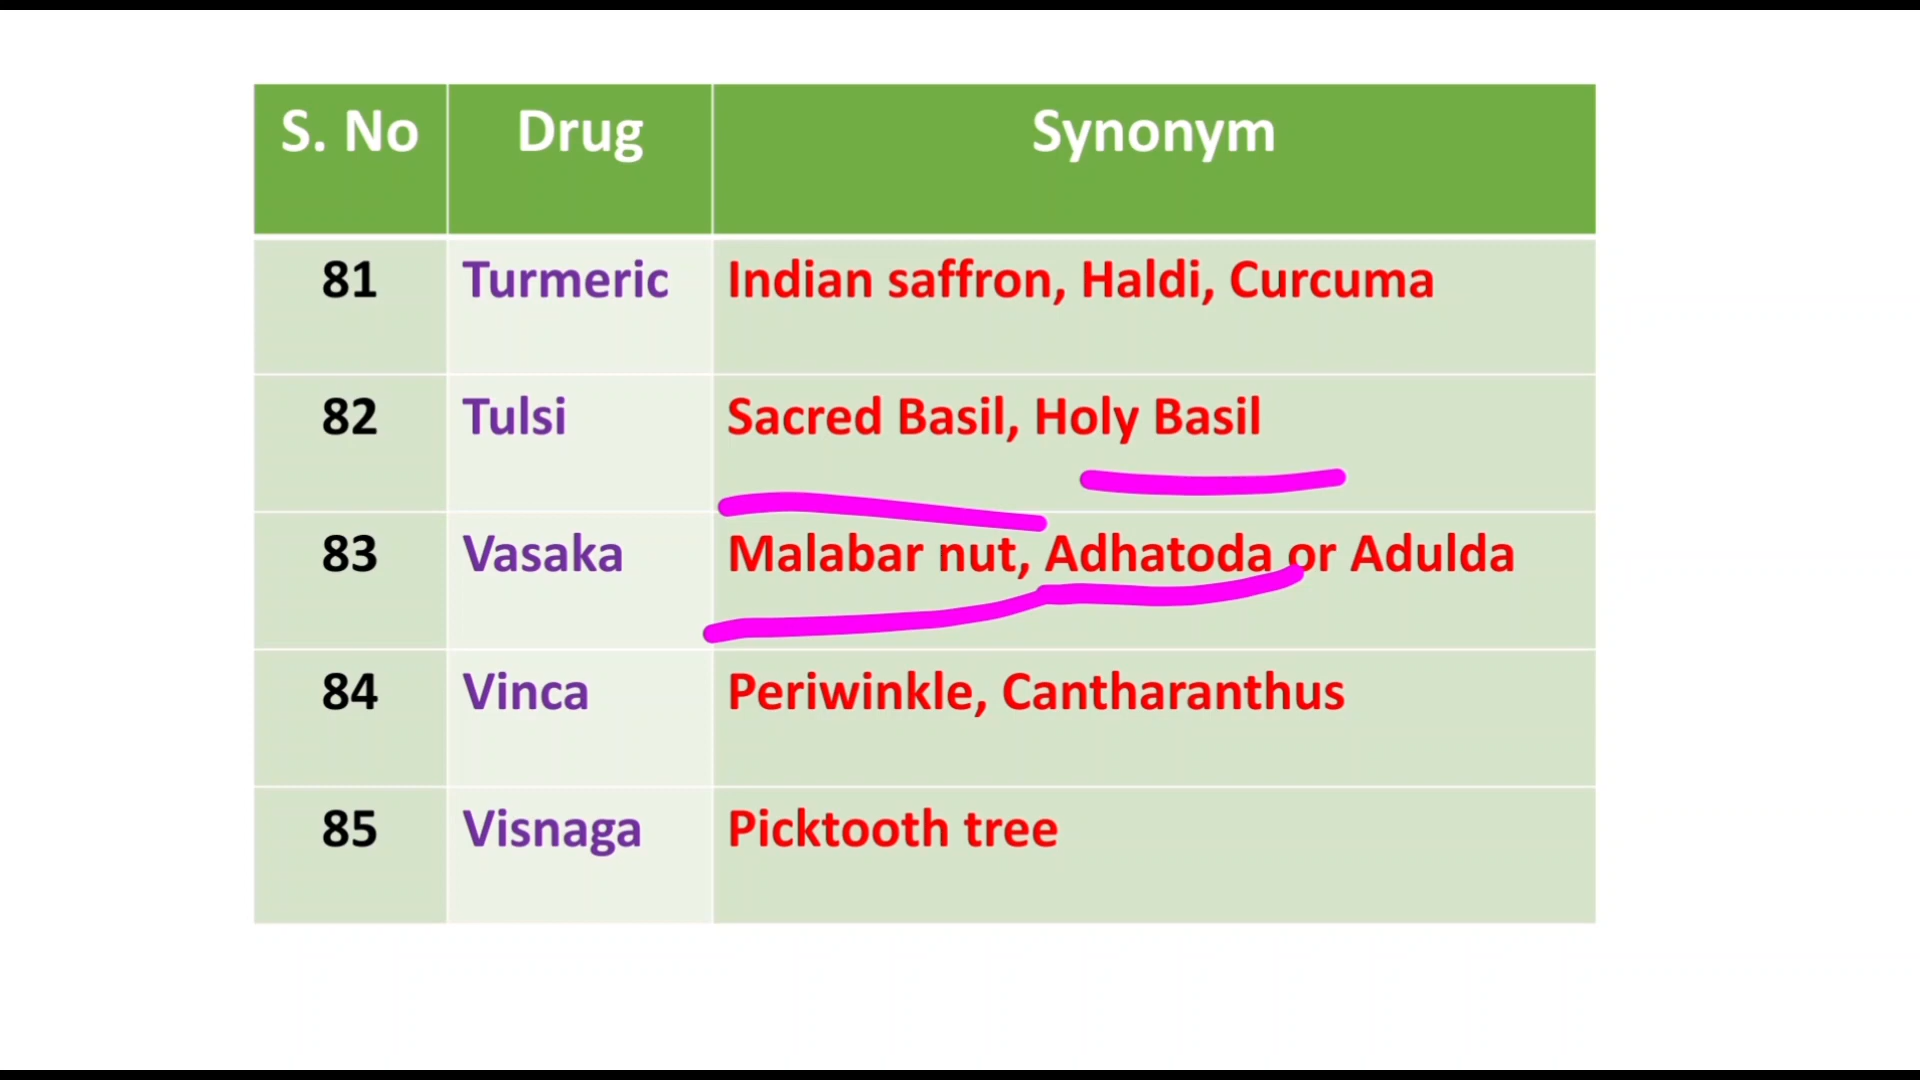 S. No Drug Synonym
81 Turmeric Indian saffron, Haldi, Curcuma
82 Tulsi Sacred Basil, Holy Basil
83 Vasaka Malabar nut, Adhatoda or Adulda
84 Vinca Periwinkle, Cantharanthus
85 Visnaga Picktooth tree